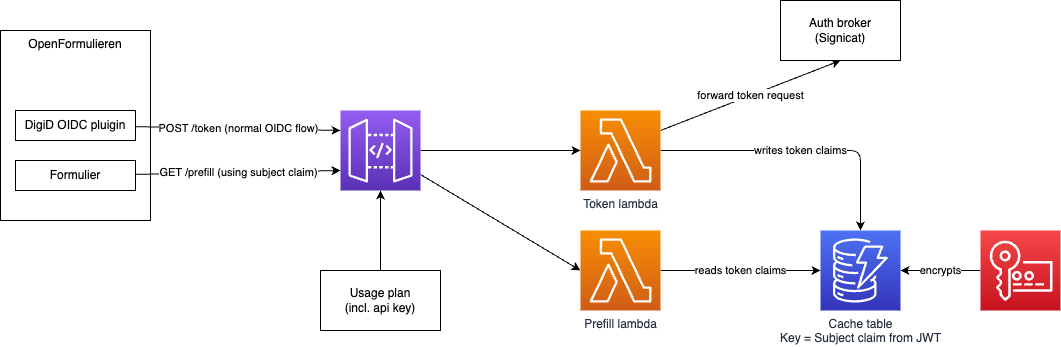 OpenFormulieren
Auth broker
(Signicat)
forward token request
DigiD OIDC pluigin
POST /token (normal OIDC flow)
</>
writes token claims
Formulier
GET /prefill (using subject claim)
Token lambda
Usage plan
(incl. api key)
reads token claims
encrypts
Prefill lambda
Cache table
Key = Subject claim from JWT